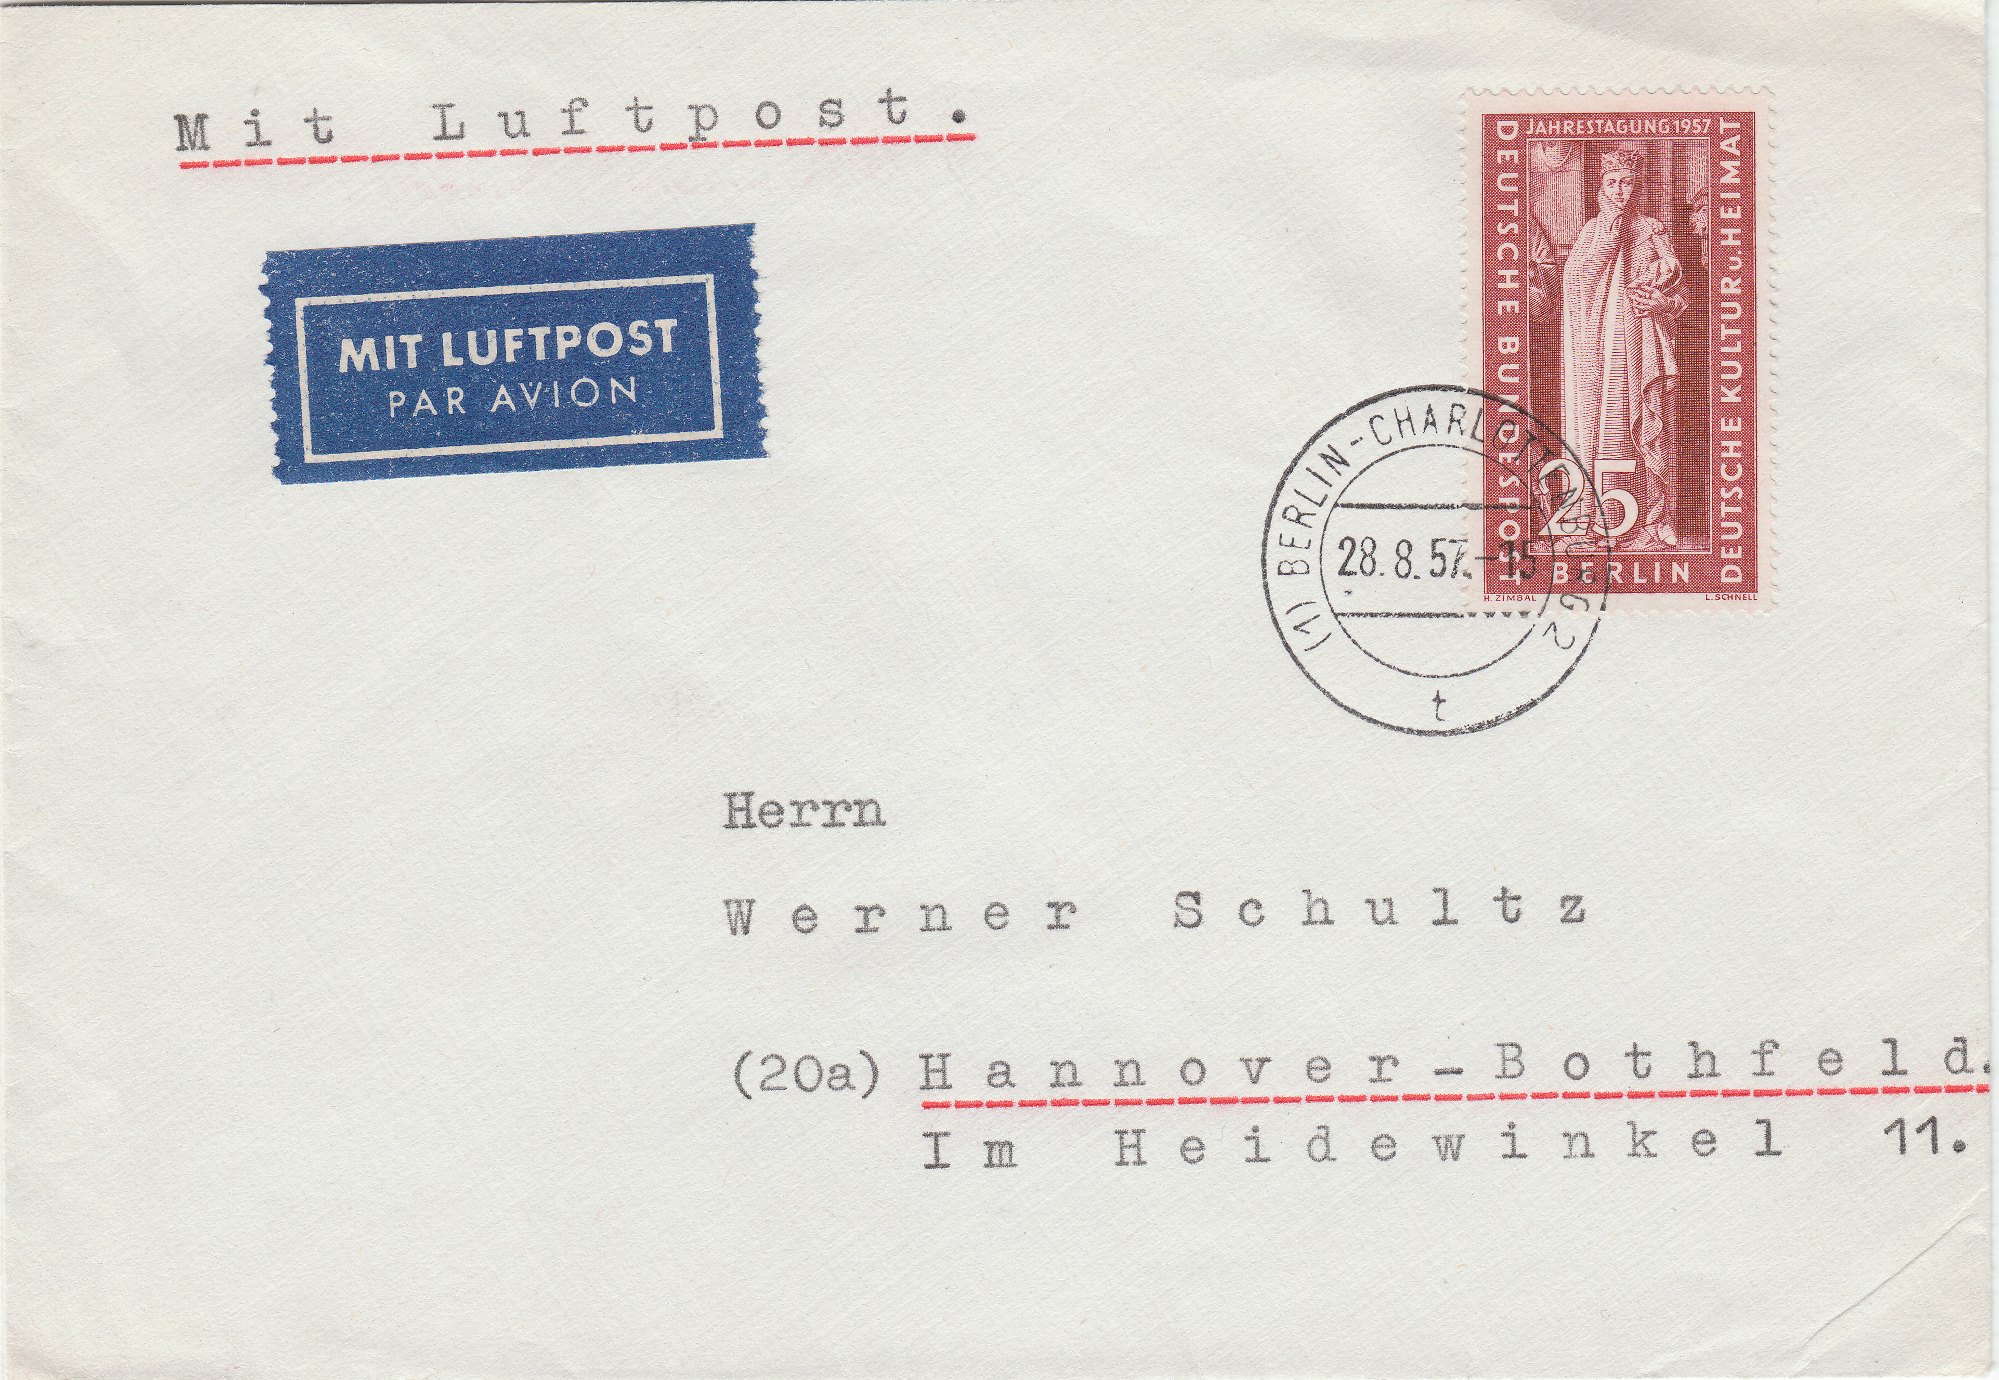 Mit Luftpost.
MIT LUFTPOST
PAR AVION
JAHRESTAGUNG 1957
DEUTSCHE BUNDESPOST
DEUTSCHE KULTUR u. HEIMAT
25
BERLIN
H. ZIMBAL
L. SCHNELL
(1) BERLIN-CHARLOTTENBURG 2
28.8.57.-15
t
Herrn
Werner Schultz
(20a) Hannover-Bothfeld.
Im Heidewinkel 11.